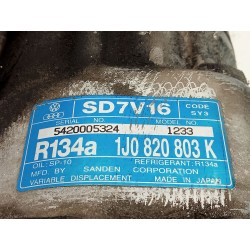 SD7V16
CODE
SY3
SERIAL NO.
MODEL NO.
5420005324
1233
R134a
1J0 820 803 K
OIL: SP-10
REFRIGERANT: R134a
MFD. BY SANDEN CORPORATION
VARIABLE DISPLACEMENT.
MADE IN JAPAN